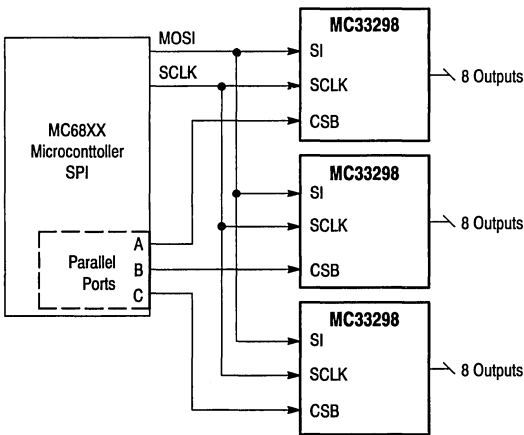 MC68XX
Microconttoller
SPI
MOSI
SCLK
Parallel
Ports
A
B
C
MC33298
SI
SCLK
CSB
8 Outputs
MC33298
SI
SCLK
CSB
8 Outputs
MC33298
SI
SCLK
CSB
8 Outputs